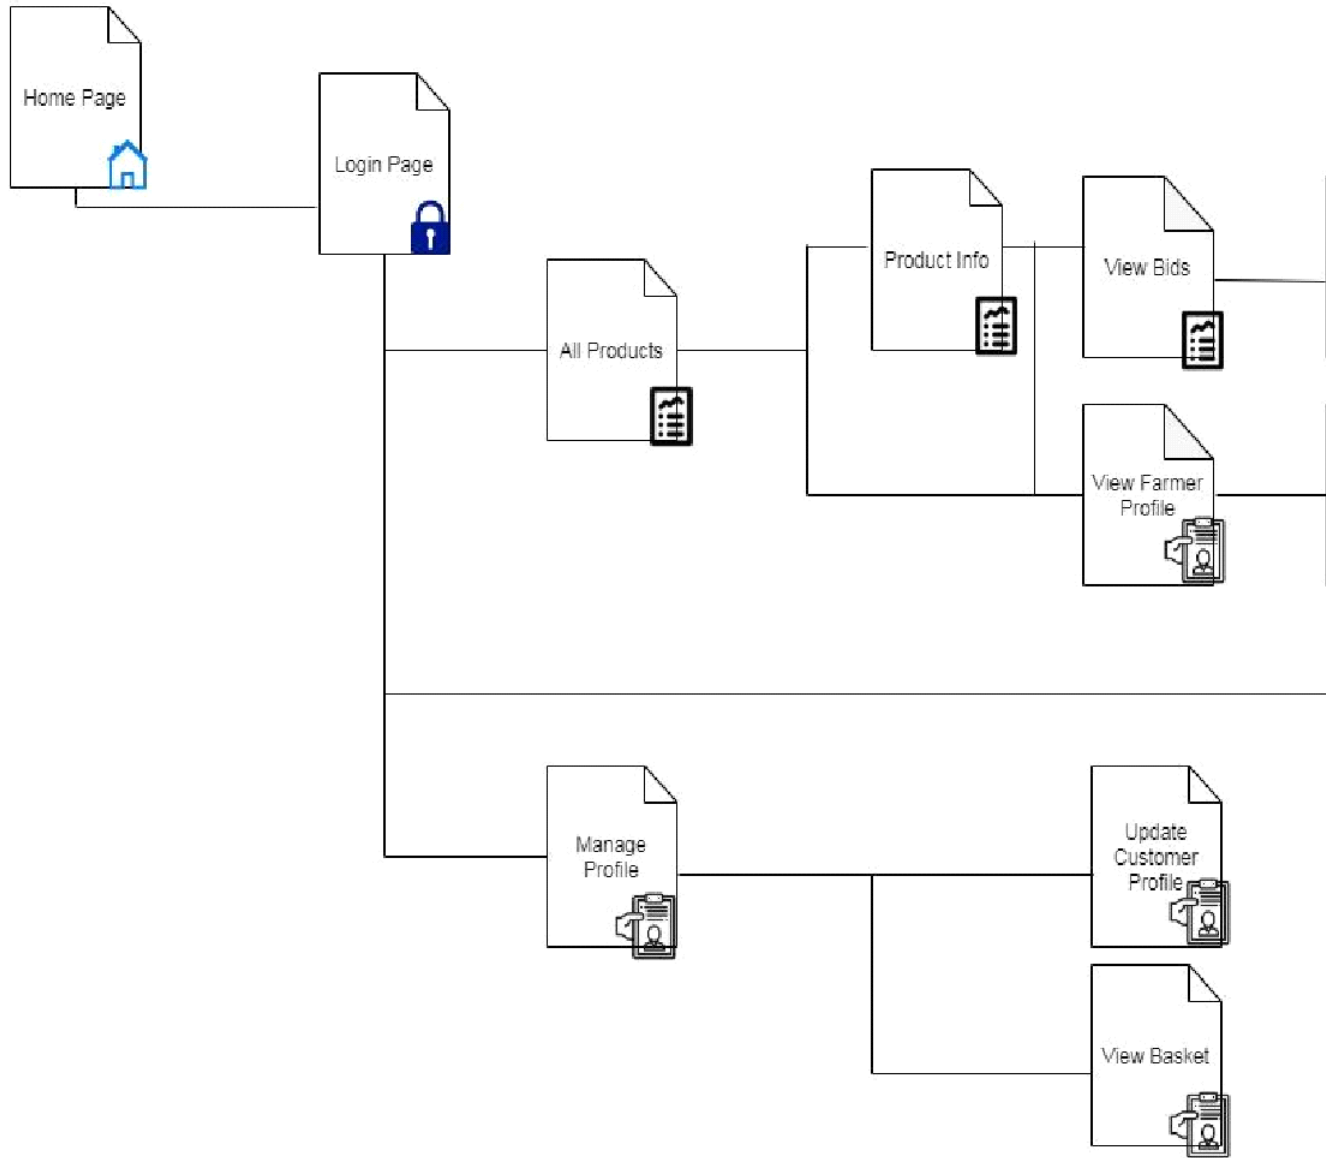 Home Page
Login Page
All Products
Product Info
View Bids
View Farmer
Profile
Manage
Profile
Update
Customer
Profile
View Basket